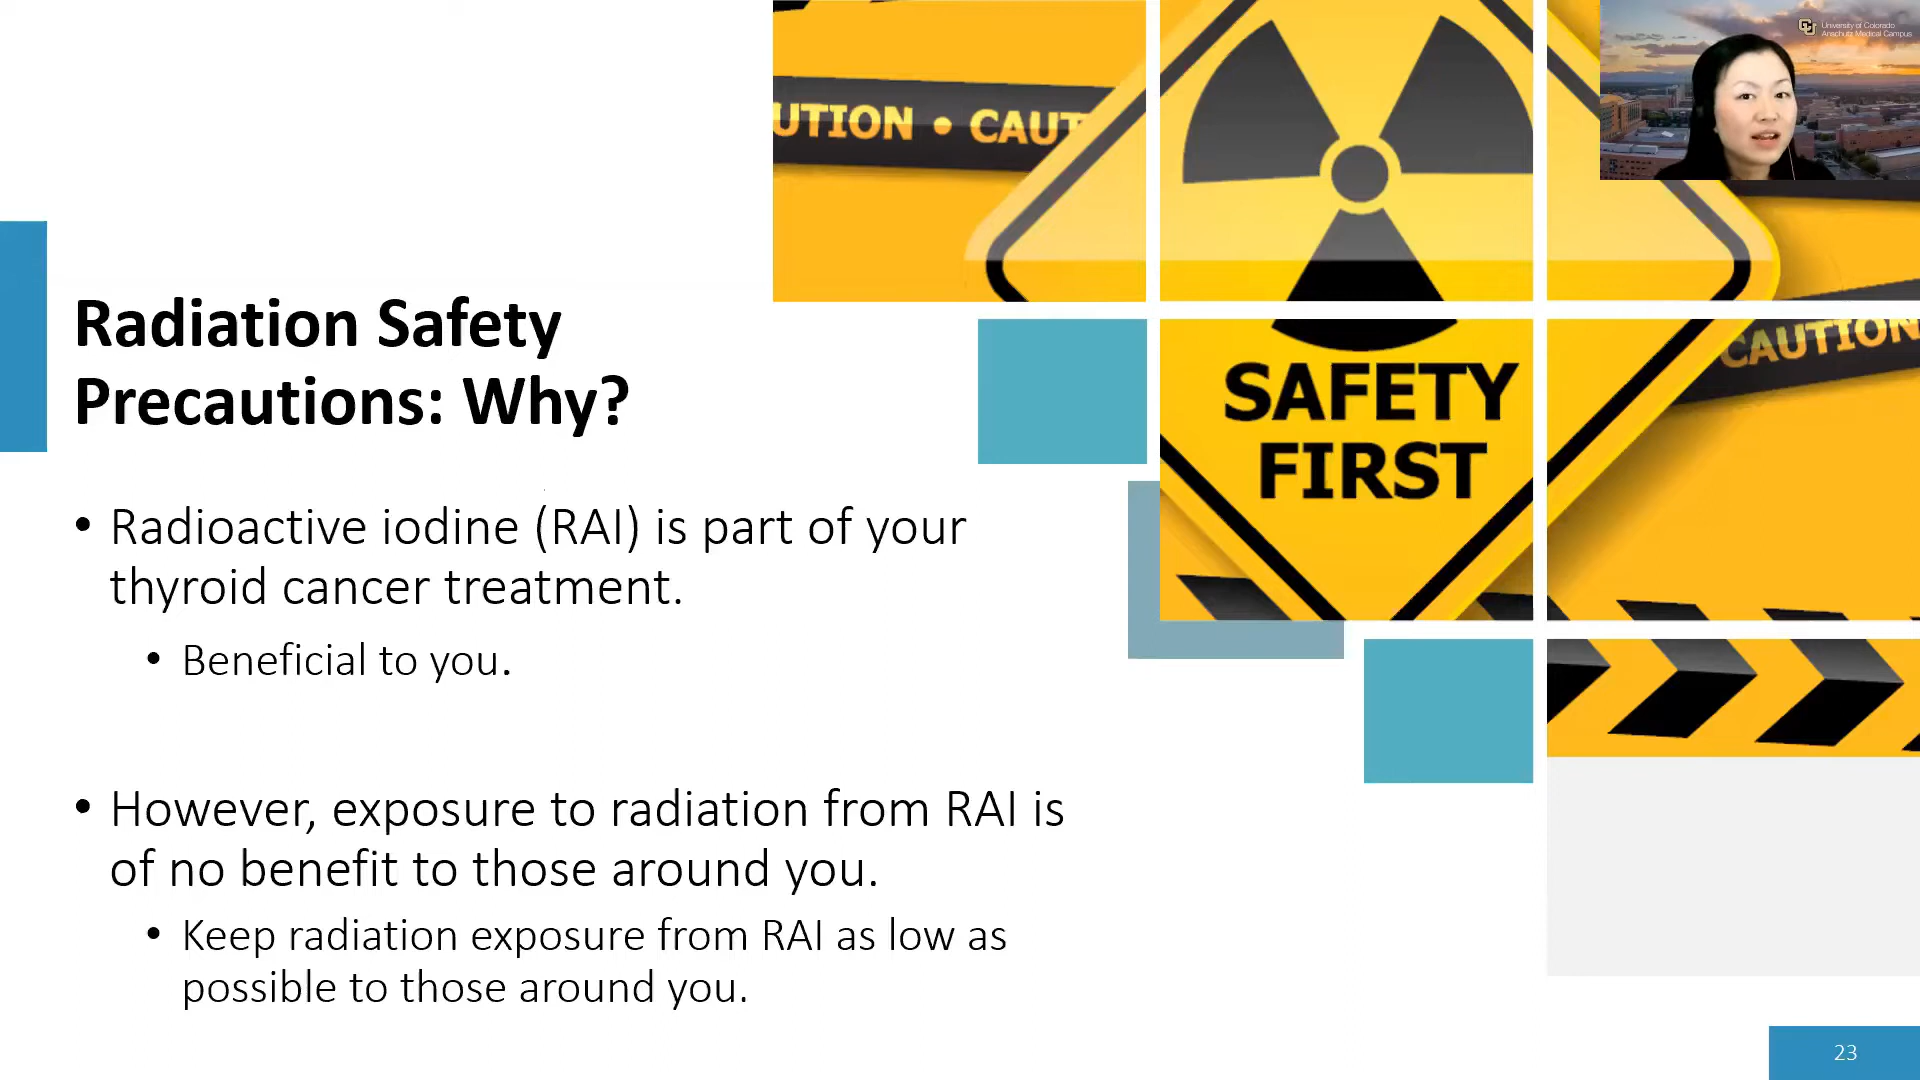 University of Colorado
Anschutz Medical Campus
UTION • CAUT
CAUTION
SAFETY
FIRST
Radiation Safety
Precautions: Why?
• Radioactive iodine (RAI) is part of your
thyroid cancer treatment.
• Beneficial to you.
• However, exposure to radiation from RAI is
of no benefit to those around you.
• Keep radiation exposure from RAI as low as
possible to those around you.
23